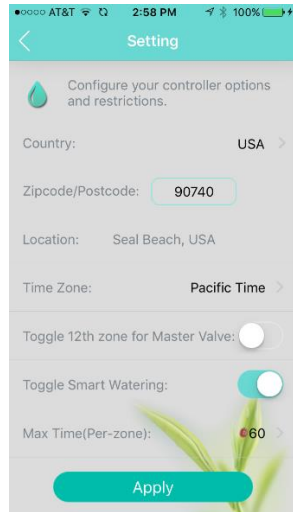 AT&T 2:58 PM 100%
Setting
Configure your controller options
and restrictions.
Country: USA
Zipcode/Postcode: 90740
Location: Seal Beach, USA
Time Zone: Pacific Time
Toggle 12th zone for Master Valve:
Toggle Smart Watering:
Max Time(Per-zone): 60
Apply